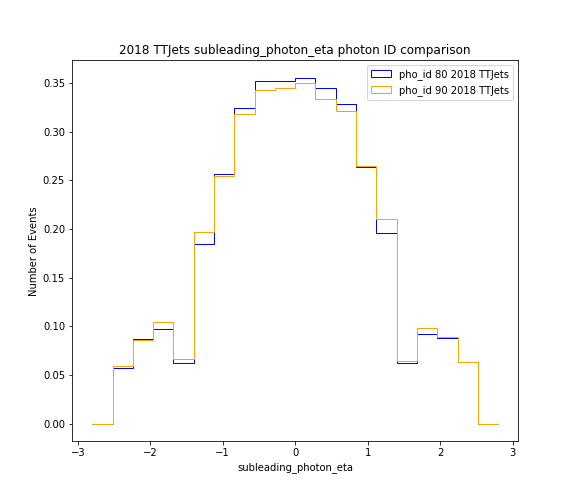 2018 TTJets subleading_photon_eta photon ID comparison
pho_id 80 2018 TTJets
pho_id 90 2018 TTJets
Number of Events
0.35
0.30
0.25
0.20
0.15
0.10
0.05
0.00
−3 −2 −1 0 1 2 3
subleading_photon_eta